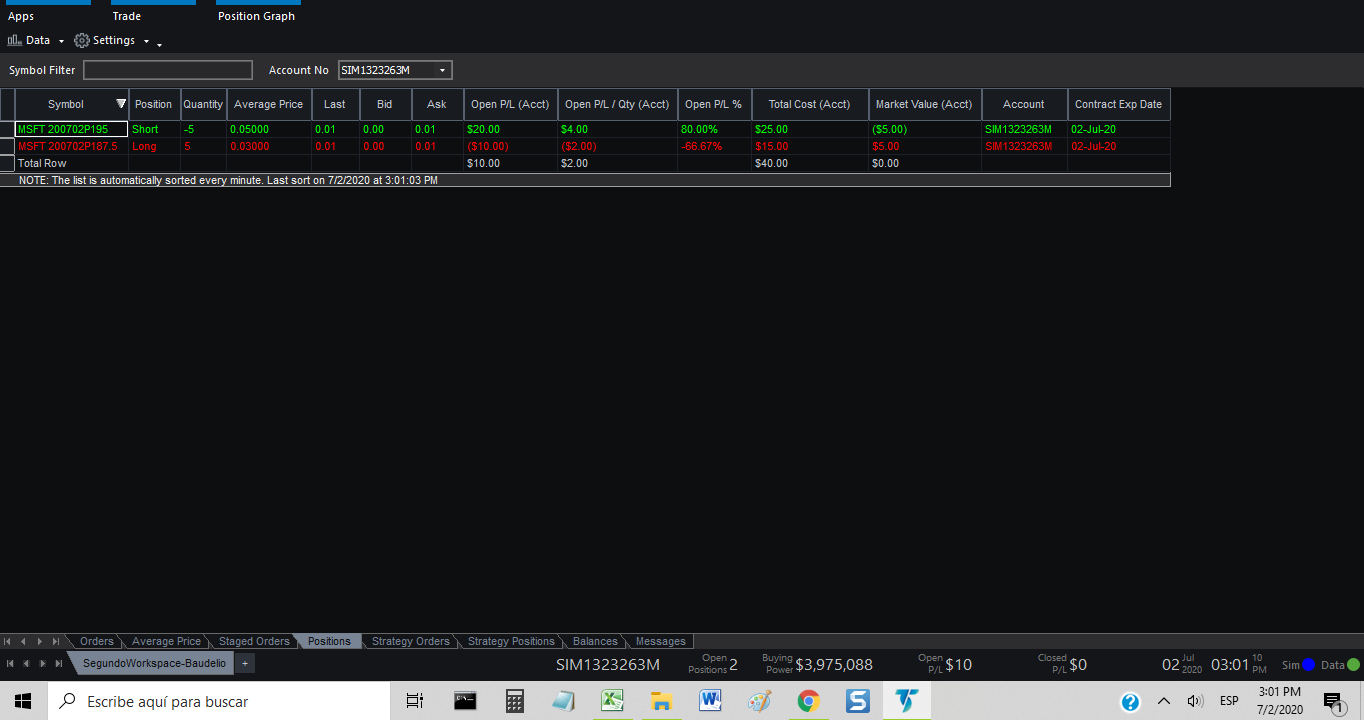 Apps Trade Position Graph
Data Settings
Symbol Filter Account No SIM1323263M
Symbol Position Quantity Average Price Last Bid Ask Open P/L (Acct) Open P/L / Qty (Acct) Open P/L % Total Cost (Acct) Market Value (Acct) Account Contract Exp Date
MSFT 200702P195 Short -5 0.05000 0.01 0.00 0.01 $20.00 $4.00 80.00% $25.00 ($5.00) SIM1323263M 02-Jul-20
MSFT 200702P187.5 Long 5 0.03000 0.01 0.00 0.01 ($10.00) ($2.00) -66.67% $15.00 $5.00 SIM1323263M 02-Jul-20
Total Row $10.00 $2.00 $40.00 $0.00
NOTE: The list is automatically sorted every minute. Last sort on 7/2/2020 at 3:01:03 PM
Orders Average Price Staged Orders Positions Strategy Orders Strategy Positions Balances Messages
SegundoWorkspace-Baudelio + SIM1323263M Open Positions 2 Buying Power $3,975,088 Open P/L $10 Closed P/L $0 02 Jul 2020 03:01 10 PM Sim Data
Escribe aquí para buscar ESP 3:01 PM
7/2/2020 1